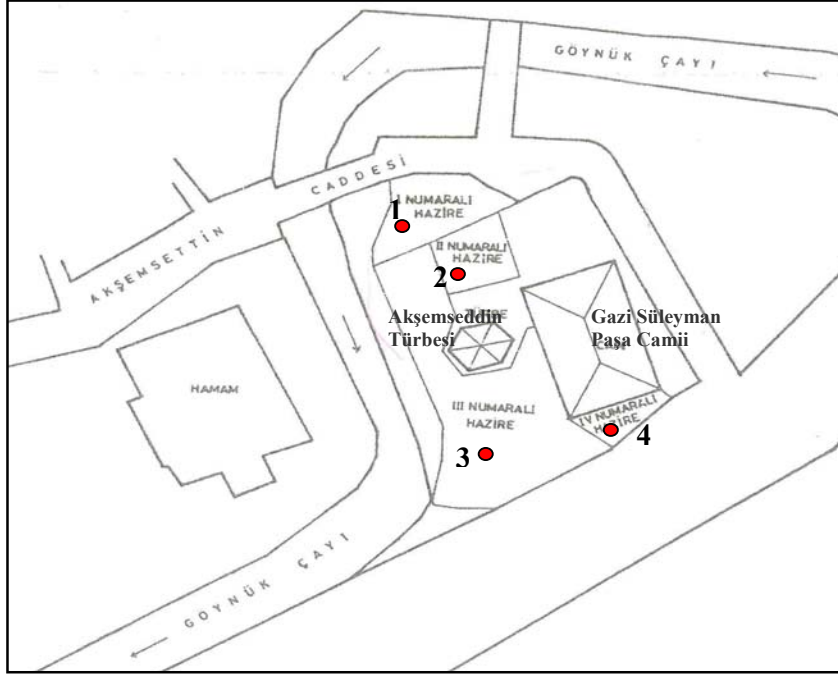 GÖYNÜK ÇAYI
AKŞEMSETTİN CADDESİ
I NUMARALI
HAZİRE
1
II NUMARALI
HAZİRE
2
Akşemseddin
Türbesi
Gazi Süleyman
Paşa Camii
HAMAM
III NUMARALI
HAZİRE
3
IV NUMARALI
HAZİRE
4
GÖYNÜK ÇAYI